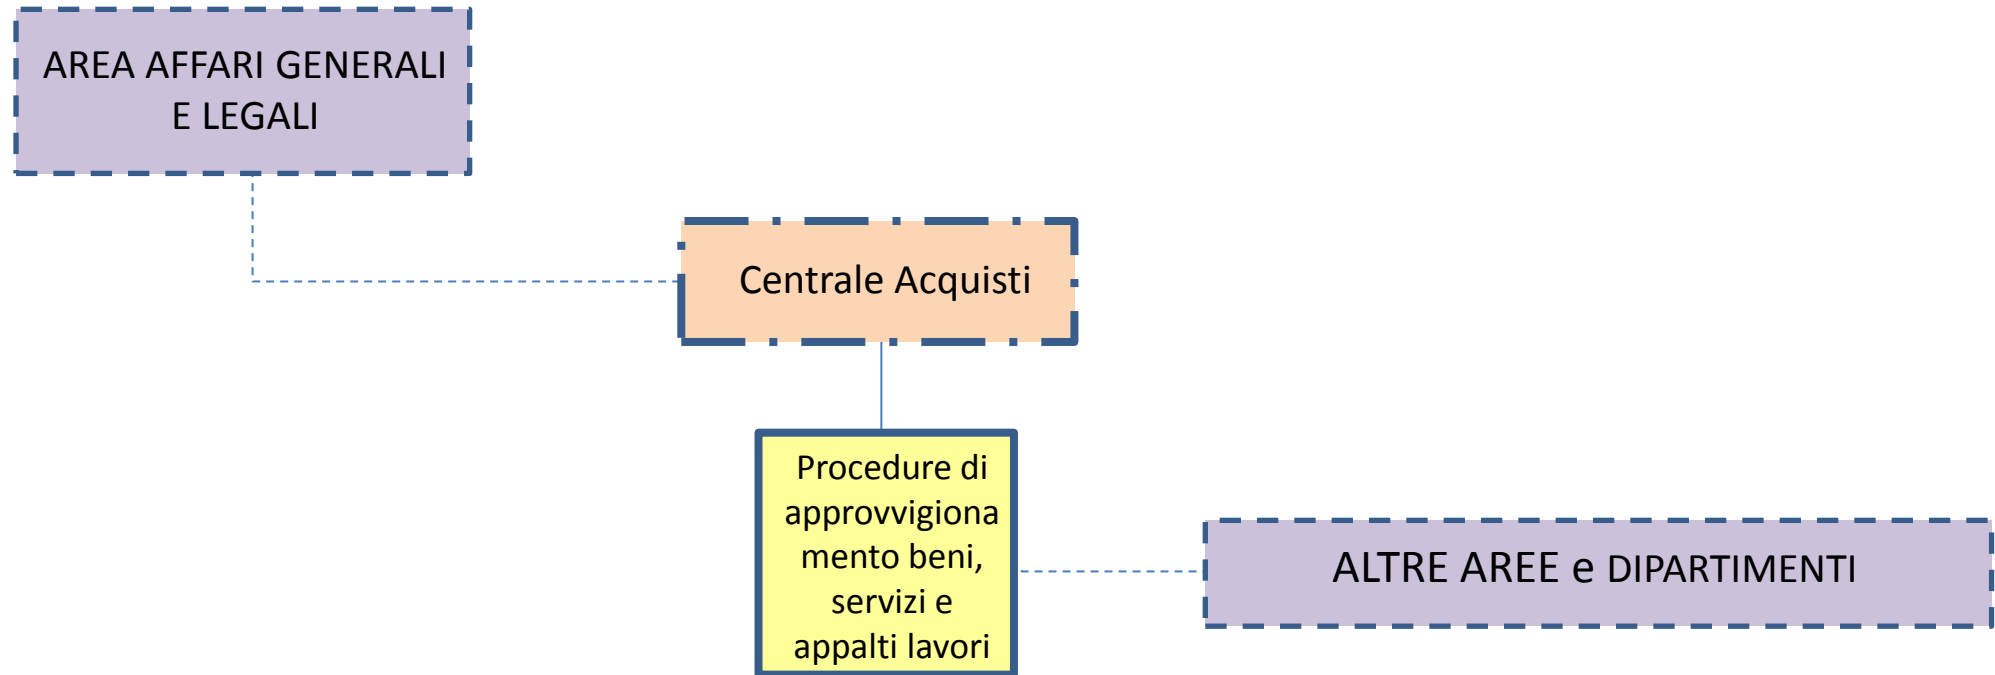 AREA AFFARI GENERALI
E LEGALI
Centrale Acquisti
Procedure di
approvvigiona
mento beni,
servizi e
appalti lavori
ALTRE AREE e DIPARTIMENTI